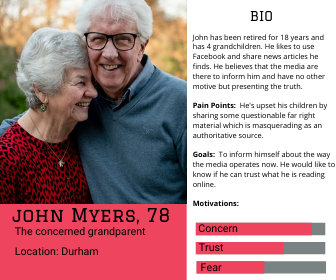 BIO
John has been retired for 18 years and
has 4 grandchildren. He likes to use
Facebook and share news articles he
finds. He believes that the media are
there to inform him and have no other
motive but presenting the truth.
Pain Points: He's upset his children by
sharing some questionable far right
material which is masquerading as an
authoritative source.
Goals: To inform himself about the way
the media operates now. He would like to
know if he can trust what he is reading
online.
Motivations:
Concern
Trust
Fear
JOHN MYERS, 78
The concerned grandparent
Location: Durham